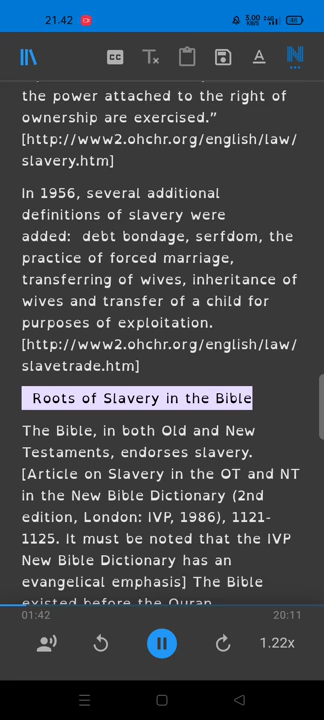 21.42
3.00
KB/S
CC
the power attached to the right of
ownership are exercised.”
[http://www2.ohchr.org/english/law/
slavery.htm]
In 1956, several additional
definitions of slavery were
added:  debt bondage, serfdom, the
practice of forced marriage,
transferring of wives, inheritance of
wives and transfer of a child for
purposes of exploitation.
[http://www2.ohchr.org/english/law/
slavetrade.htm]
Roots of Slavery in the Bible
The Bible, in both Old and New
Testaments, endorses slavery.
[Article on Slavery in the OT and NT
in the New Bible Dictionary (2nd
edition, London: IVP, 1986), 1121-
1125. It must be noted that the IVP
New Bible Dictionary has an
evangelical emphasis] The Bible
existed before the Quran
01:42
20:11
1.22x